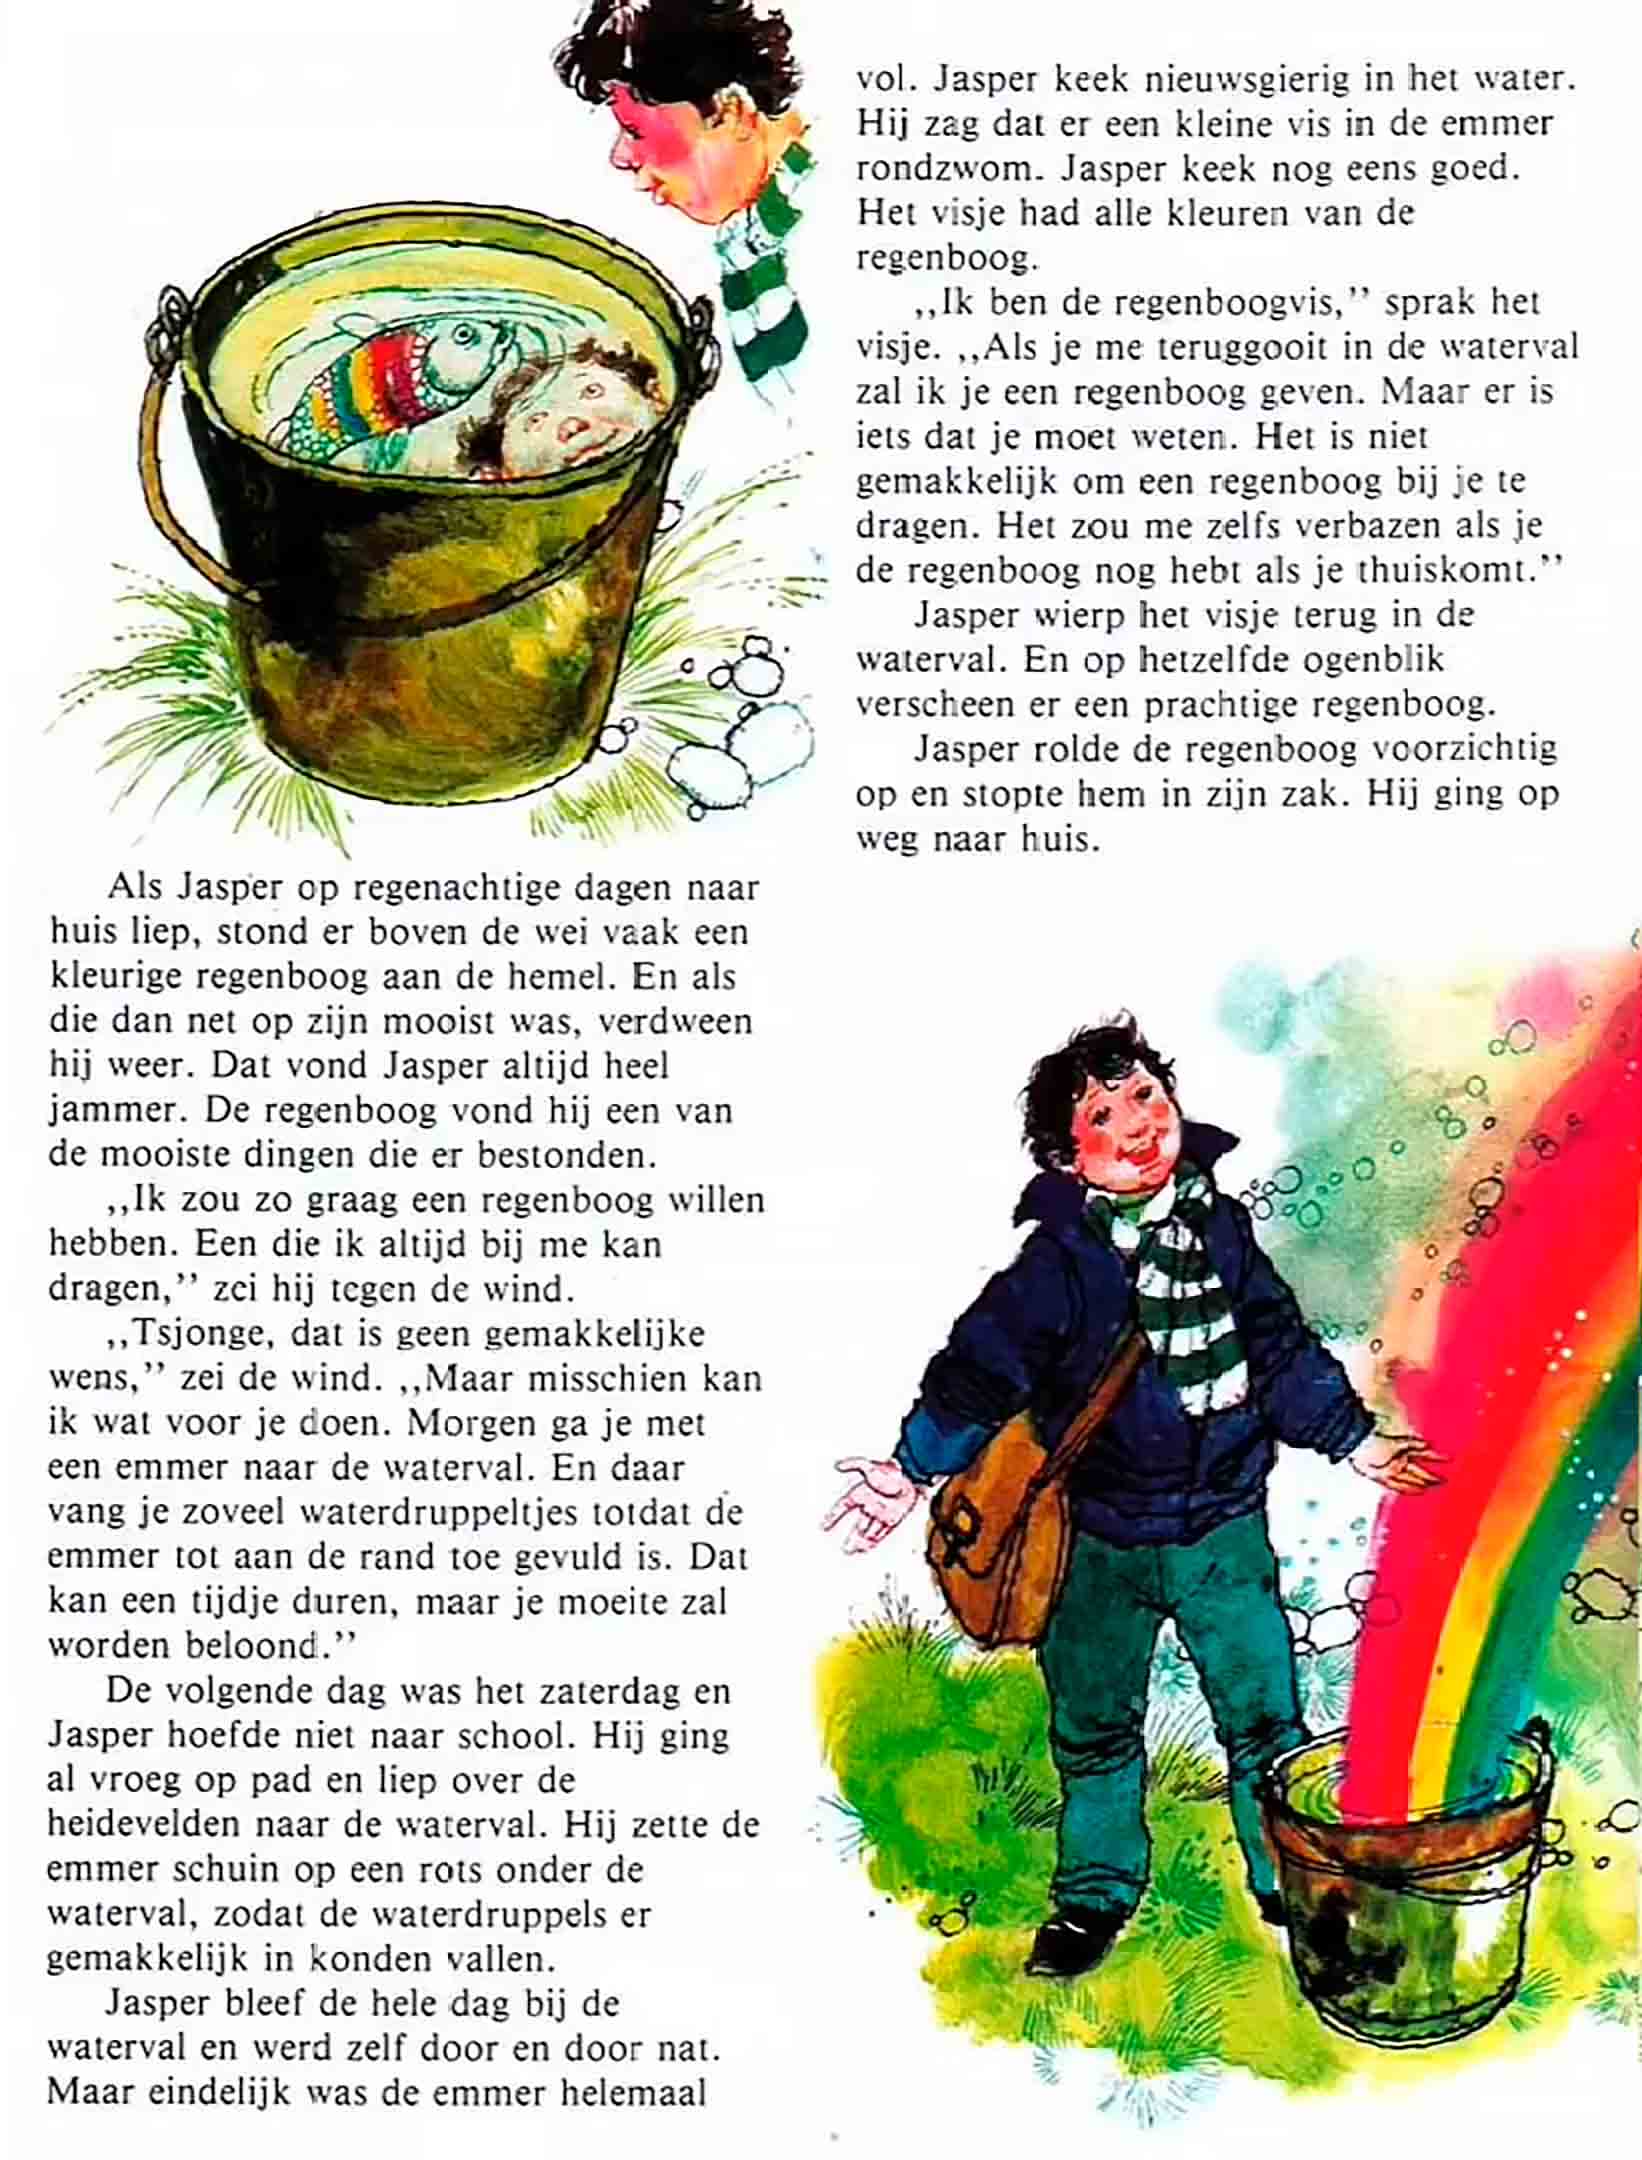 Als Jasper op regenachtige dagen naar
huis liep, stond er boven de wei vaak een
kleurige regenboog aan de hemel. En als
die dan net op zijn mooist was, verdween
hij weer. Dat vond Jasper altijd heel
jammer. De regenboog vond hij een van
de mooiste dingen die er bestonden.
,,Ik zou zo graag een regenboog willen
hebben. Een die ik altijd bij me kan
dragen,’’ zei hij tegen de wind.
,,Tsjonge, dat is geen gemakkelijke
wens,’’ zei de wind. ,,Maar misschien kan
ik wat voor je doen. Morgen ga je met
een emmer naar de waterval. En daar
vang je zoveel waterdruppeltjes totdat de
emmer tot aan de rand toe gevuld is. Dat
kan een tijdje duren, maar je moeite zal
worden beloond.’’
De volgende dag was het zaterdag en
Jasper hoefde niet naar school. Hij ging
al vroeg op pad en liep over de
heidevelden naar de waterval. Hij zette de
emmer schuin op een rots onder de
waterval, zodat de waterdruppels er
gemakkelijk in konden vallen.
Jasper bleef de hele dag bij de
waterval en werd zelf door en door nat.
Maar eindelijk was de emmer helemaal
vol. Jasper keek nieuwsgierig in het water.
Hij zag dat er een kleine vis in de emmer
rondzwom. Jasper keek nog eens goed.
Het visje had alle kleuren van de
regenboog.
,,Ik ben de regenboogvis,’’ sprak het
visje. ,,Als je me teruggooit in de waterval
zal ik je een regenboog geven. Maar er is
iets dat je moet weten. Het is niet
gemakkelijk om een regenboog bij je te
dragen. Het zou me zelfs verbazen als je
de regenboog nog hebt als je thuiskomt.’’
Jasper wierp het visje terug in de
waterval. En op hetzelfde ogenblik
verscheen er een prachtige regenboog.
Jasper rolde de regenboog voorzichtig
op en stopte hem in zijn zak. Hij ging op
weg naar huis.